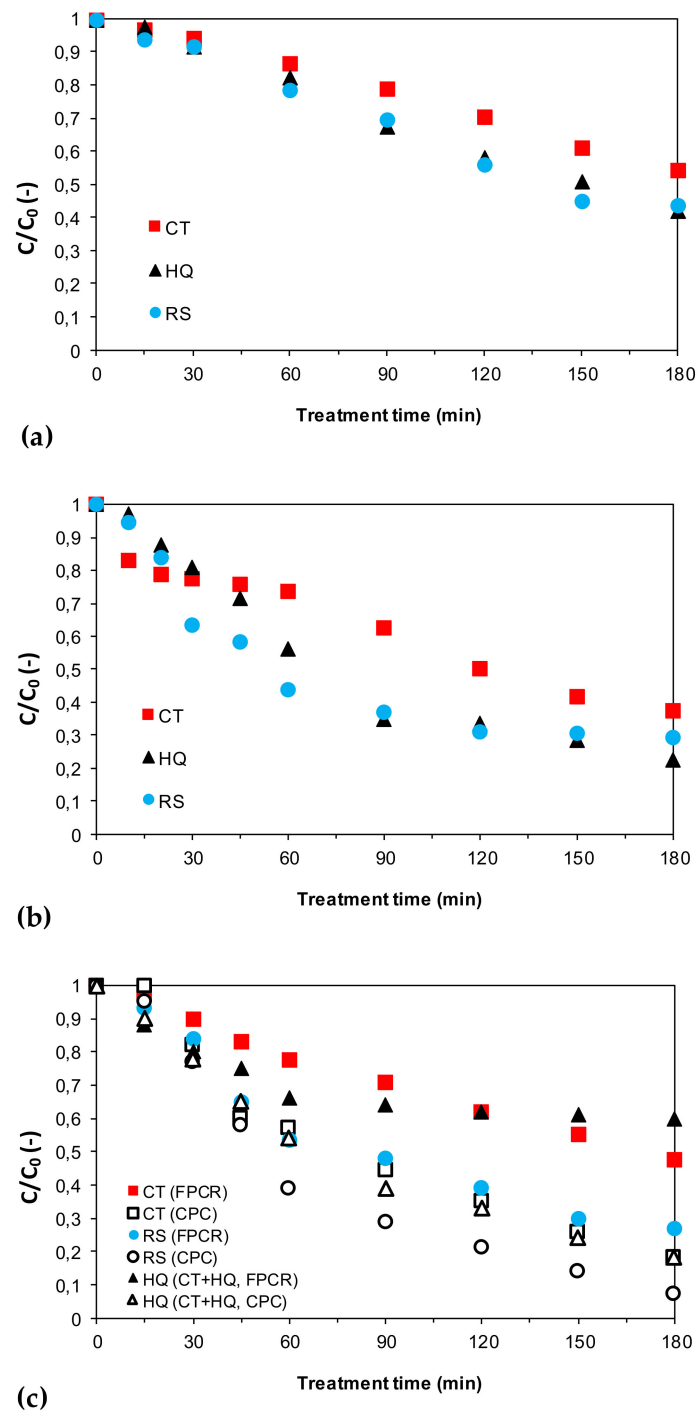 1
0,9
0,8
0,7
0,6
0,5
0,4
0,3
0,2
0,1
0
C/C₀ (-)
CT
HQ
RS
0 30 60 90 120 150 180
Treatment time (min)
(a)
1
0,9
0,8
0,7
0,6
0,5
0,4
0,3
0,2
0,1
0
C/C₀ (-)
CT
HQ
RS
0 30 60 90 120 150 180
Treatment time (min)
(b)
1
0,9
0,8
0,7
0,6
0,5
0,4
0,3
0,2
0,1
0
C/C₀ (-)
CT (FPCR)
CT (CPC)
RS (FPCR)
RS (CPC)
HQ (CT+HQ, FPCR)
HQ (CT+HQ, CPC)
0 30 60 90 120 150 180
Treatment time (min)
(c)